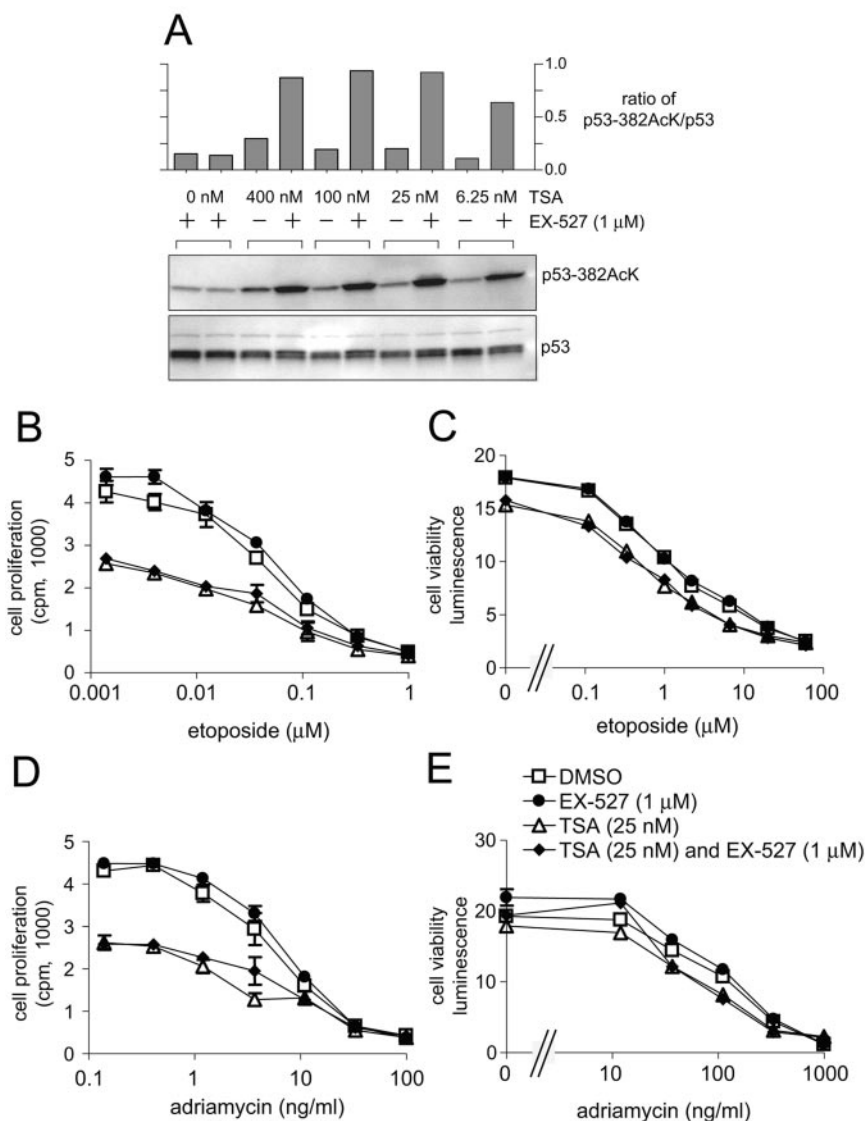 A
1.0
0.5
0.0
ratio of
p53-382AcK/p53
0 nM 400 nM 100 nM 25 nM 6.25 nM TSA
+ + − + − + − + − + EX-527 (1 μM)
p53-382AcK
p53
B
cell proliferation
(cpm, 1000)
5
4
3
2
1
0
0.001 0.01 0.1 1
etoposide (μM)
C
cell viability
luminescence
20
15
10
5
0
0 0.1 1 10 100
etoposide (μM)
D
cell proliferation
(cpm, 1000)
5
4
3
2
1
0
0.1 1 10 100
adriamycin (ng/ml)
E
DMSO
EX-527 (1 μM)
TSA (25 nM)
TSA (25 nM) and EX-527 (1 μM)
cell viability
luminescence
30
20
10
0
0 10 100 1000
adriamycin (ng/ml)